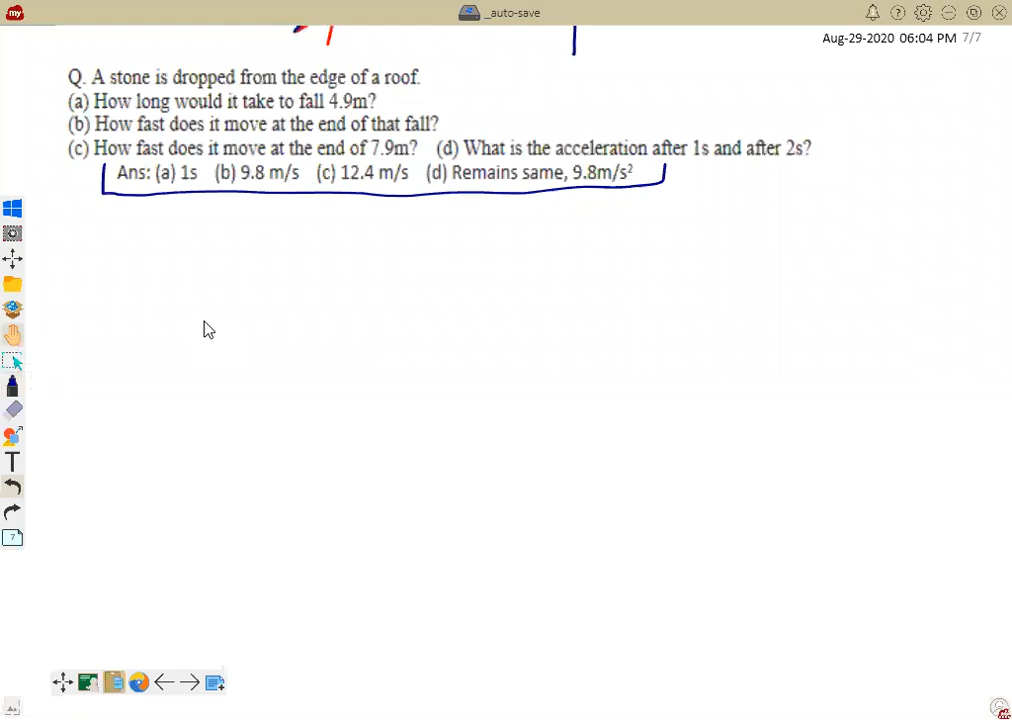 my
_auto-save
Aug-29-2020 06:04 PM 7/7
Q. A stone is dropped from the edge of a roof.
(a) How long would it take to fall 4.9m?
(b) How fast does it move at the end of that fall?
(c) How fast does it move at the end of 7.9m? (d) What is the acceleration after 1s and after 2s?
Ans: (a) 1s (b) 9.8 m/s (c) 12.4 m/s (d) Remains same, 9.8m/s²
T
7